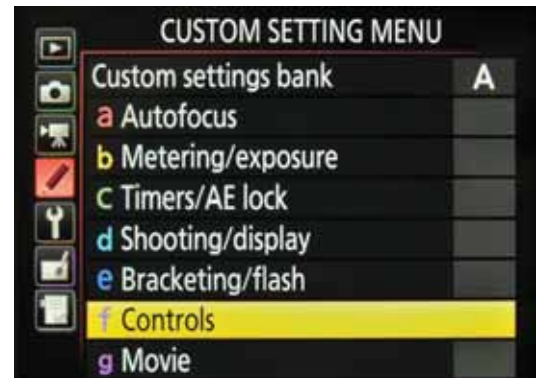 CUSTOM SETTING MENU
Custom settings bank A
a Autofocus
b Metering/exposure
c Timers/AE lock
d Shooting/display
e Bracketing/flash
f Controls
g Movie